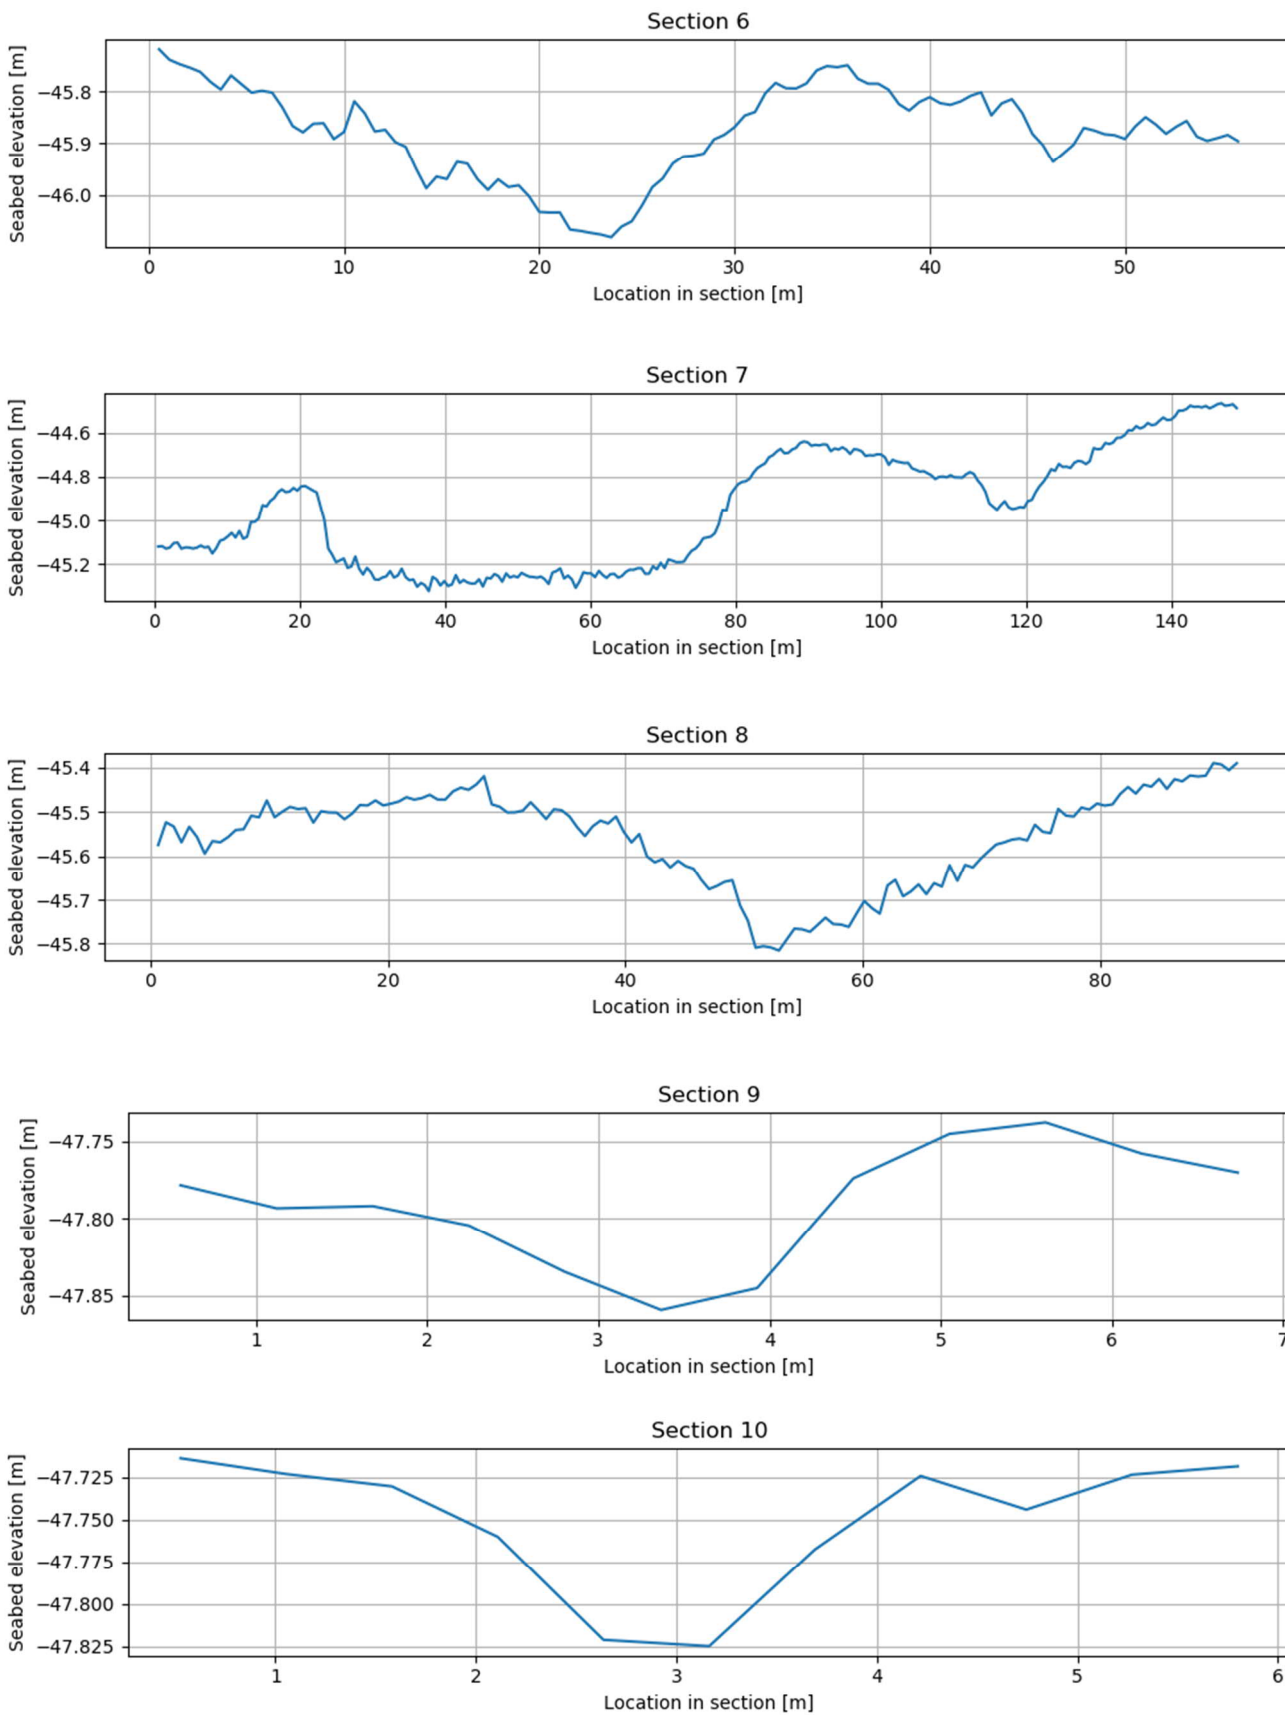 Section 6
Seabed elevation [m]
−45.8
−45.9
−46.0
0 10 20 30 40 50
Location in section [m]
Section 7
Seabed elevation [m]
−44.6
−44.8
−45.0
−45.2
0 20 40 60 80 100 120 140
Location in section [m]
Section 8
Seabed elevation [m]
−45.4
−45.5
−45.6
−45.7
−45.8
0 20 40 60 80
Location in section [m]
Section 9
Seabed elevation [m]
−47.75
−47.80
−47.85
1 2 3 4 5 6 7
Location in section [m]
Section 10
Seabed elevation [m]
−47.725
−47.750
−47.775
−47.800
−47.825
1 2 3 4 5 6
Location in section [m]